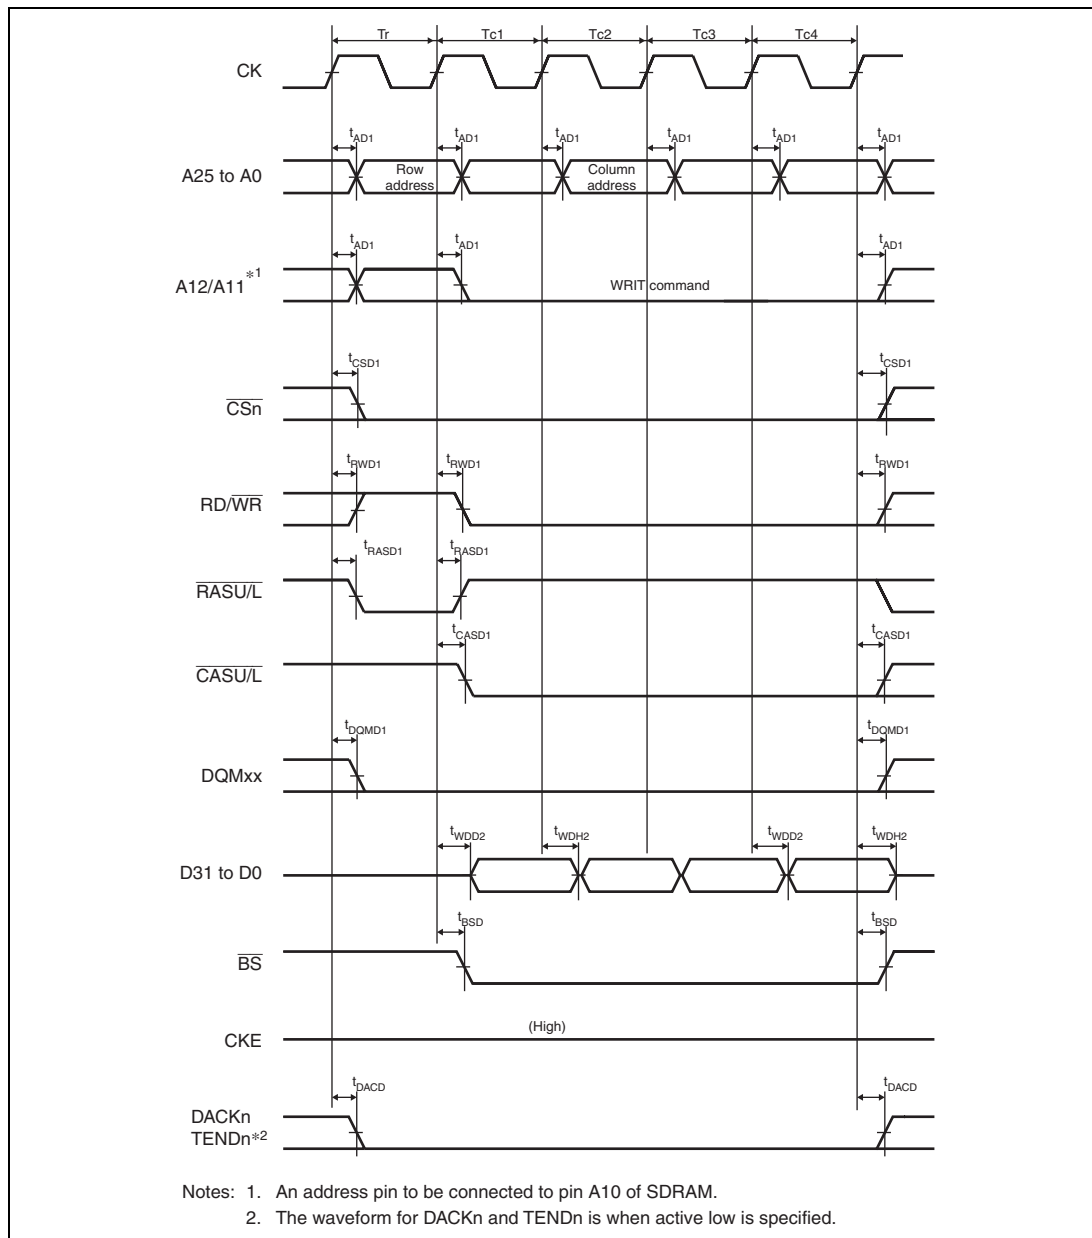 Tr Tc1 Tc2 Tc3 Tc4
CK
tAD1 tAD1 tAD1 tAD1 tAD1 tAD1
A25 to A0
Row address
Column address
tAD1 tAD1 tAD1
A12/A11*1
WRIT command
tCSD1 tCSD1
CSn
tRWD1 tRWD1 tRWD1
RD/WR
tRASD1 tRASD1
RASU/L
tCASD1 tCASD1
CASU/L
tDQMD1 tDQMD1
DQMxx
tWDD2 tWDH2 tWDD2 tWDH2
D31 to D0
tBSD tBSD
BS
(High)
CKE
tDACD tDACD
DACKn
TENDn*2
Notes: 1. An address pin to be connected to pin A10 of SDRAM.
2. The waveform for DACKn and TENDn is when active low is specified.